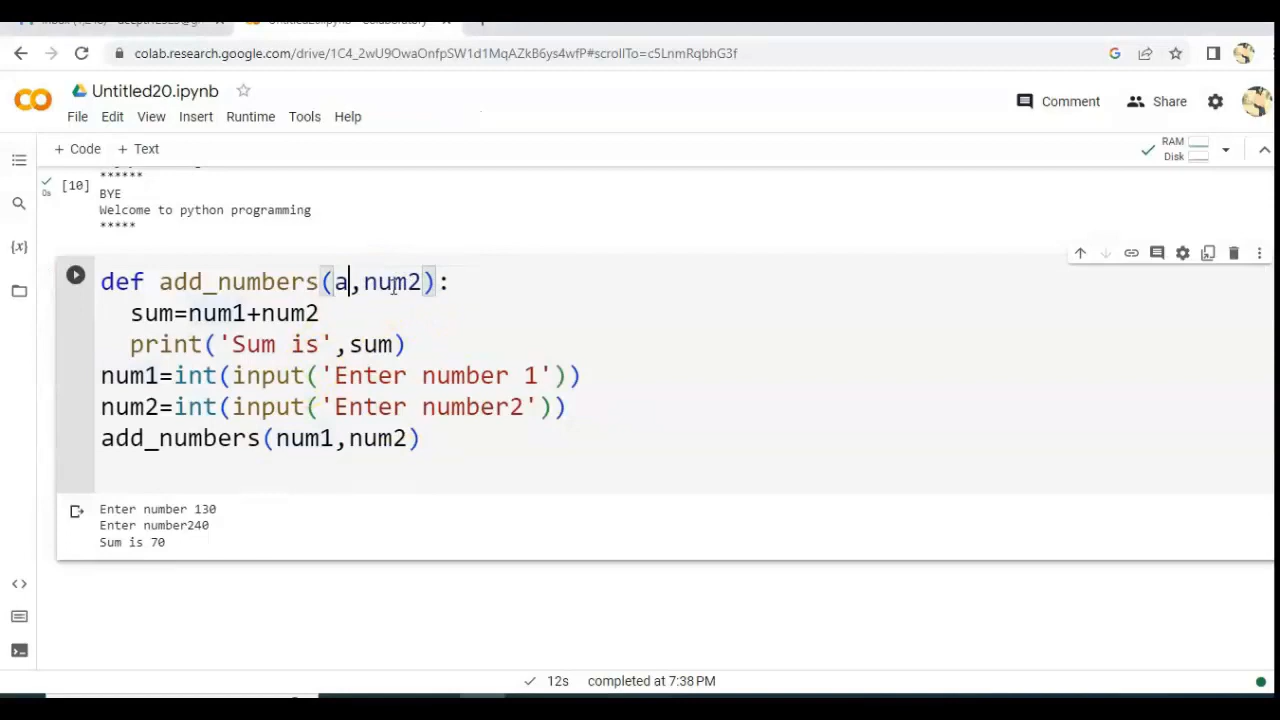 colab.research.google.com/drive/1C4_2wU9OwaOnfpSW1d1MqAZkB6ys4wfP#scrollTo=c5LnmRqbhG3f
Untitled20.ipynb
Comment
Share
File Edit View Insert Runtime Tools Help
+ Code + Text
RAM
Disk
******
[10]
0s
BYE
Welcome to python programming
*****
def add_numbers(a,num2):
sum=num1+num2
print('Sum is',sum)
num1=int(input('Enter number 1'))
num2=int(input('Enter number2'))
add_numbers(num1,num2)
Enter number 130
Enter number240
Sum is 70
12s completed at 7:38 PM